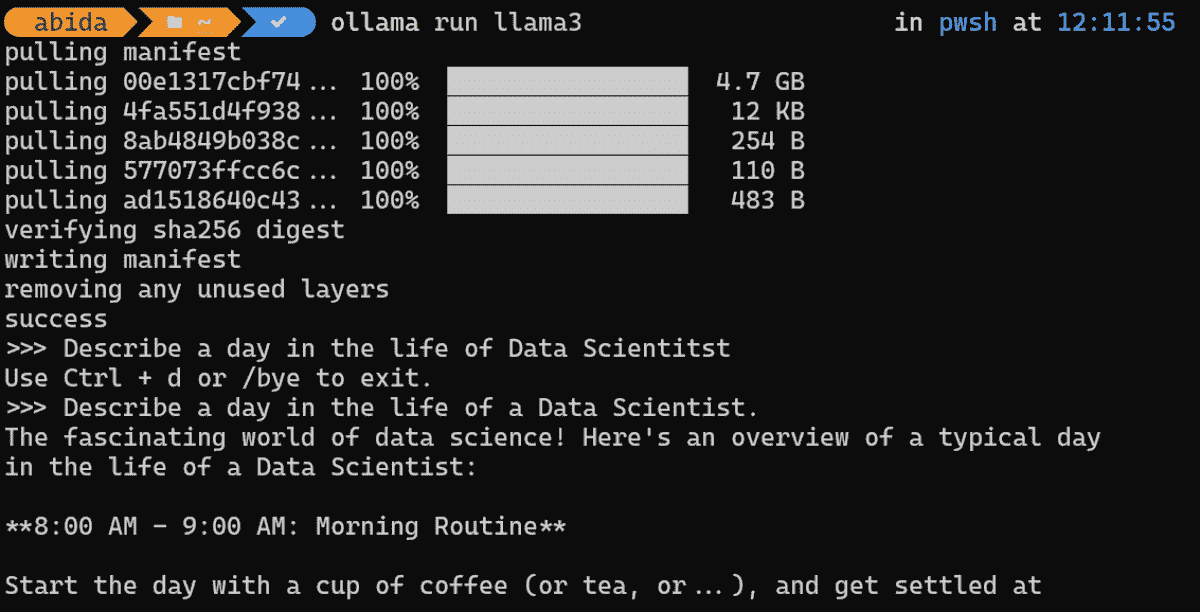 abida ~ ✔ ollama run llama3 in pwsh at 12:11:55
pulling manifest
pulling 00e1317cbf74... 100% 4.7 GB
pulling 4fa551d4f938... 100% 12 KB
pulling 8ab4849b038c... 100% 254 B
pulling 577073ffcc6c... 100% 110 B
pulling ad1518640c43... 100% 483 B
verifying sha256 digest
writing manifest
removing any unused layers
success
>>> Describe a day in the life of Data Scientitst
Use Ctrl + d or /bye to exit.
>>> Describe a day in the life of a Data Scientist.
The fascinating world of data science! Here's an overview of a typical day
in the life of a Data Scientist:
**8:00 AM - 9:00 AM: Morning Routine**
Start the day with a cup of coffee (or tea, or...), and get settled at